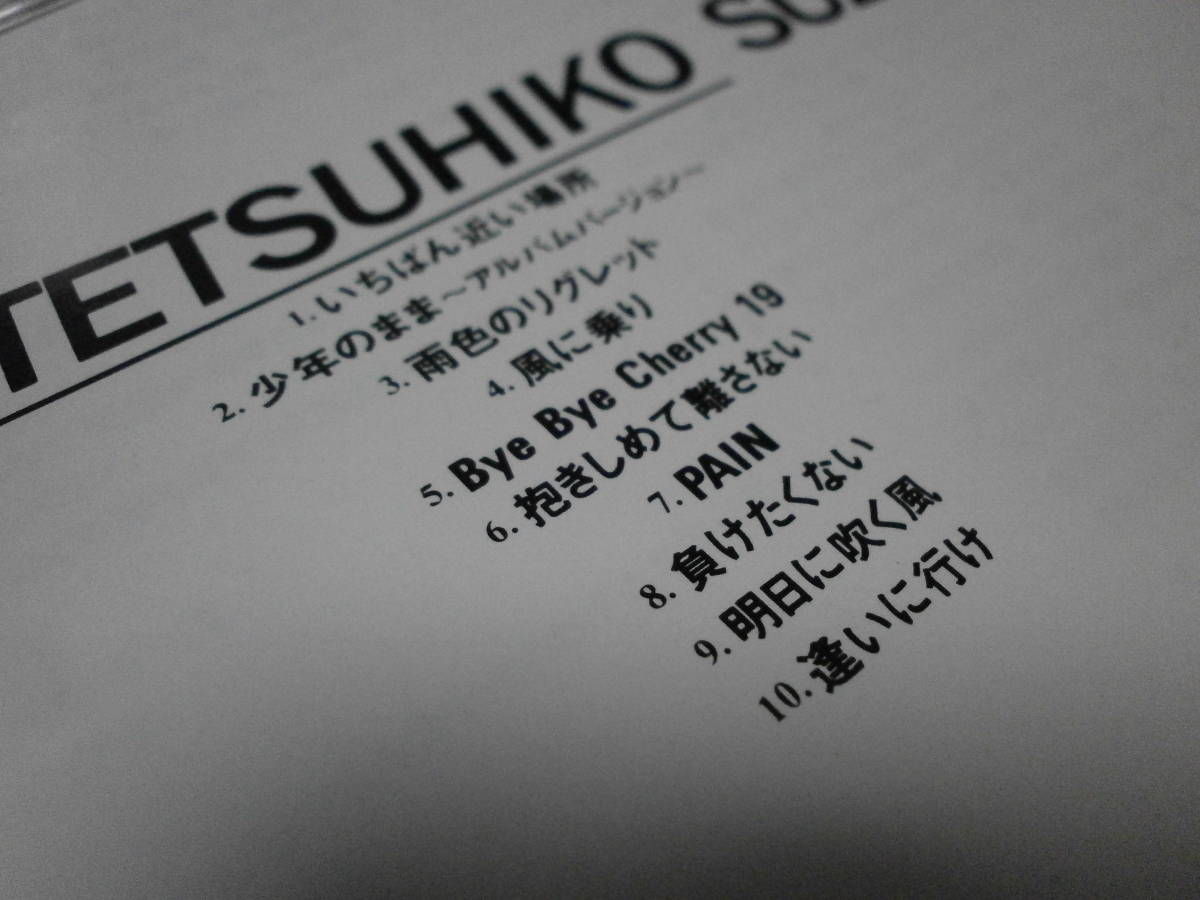 TETSUHIKO
1. いちばん近い場所
2. 少年のまま〜アルバムバージョン〜
3. 雨色のリグレット
4. 風に乗り
5. Bye Bye Cherry 19
6. 抱きしめて離さない
7. PAIN
8. 負けたくない
9. 明日に吹く風
10. 逢いに行け